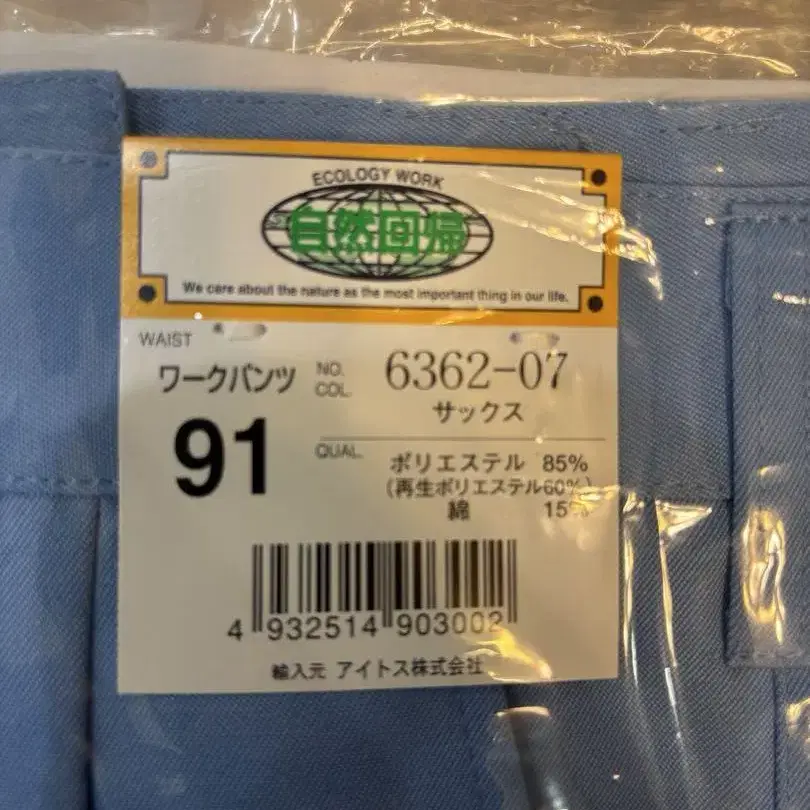 ECOLOGY WORK
自然回帰
We care about the nature as the most important thing in our life.
WAIST
ワークパンツ
91
NO. 6362-07
COL. サックス
QUAL. ポリエステル 85%
(再生ポリエステル60%)
綿 15%
4 932514 903002
輸入元 アイトス株式会社